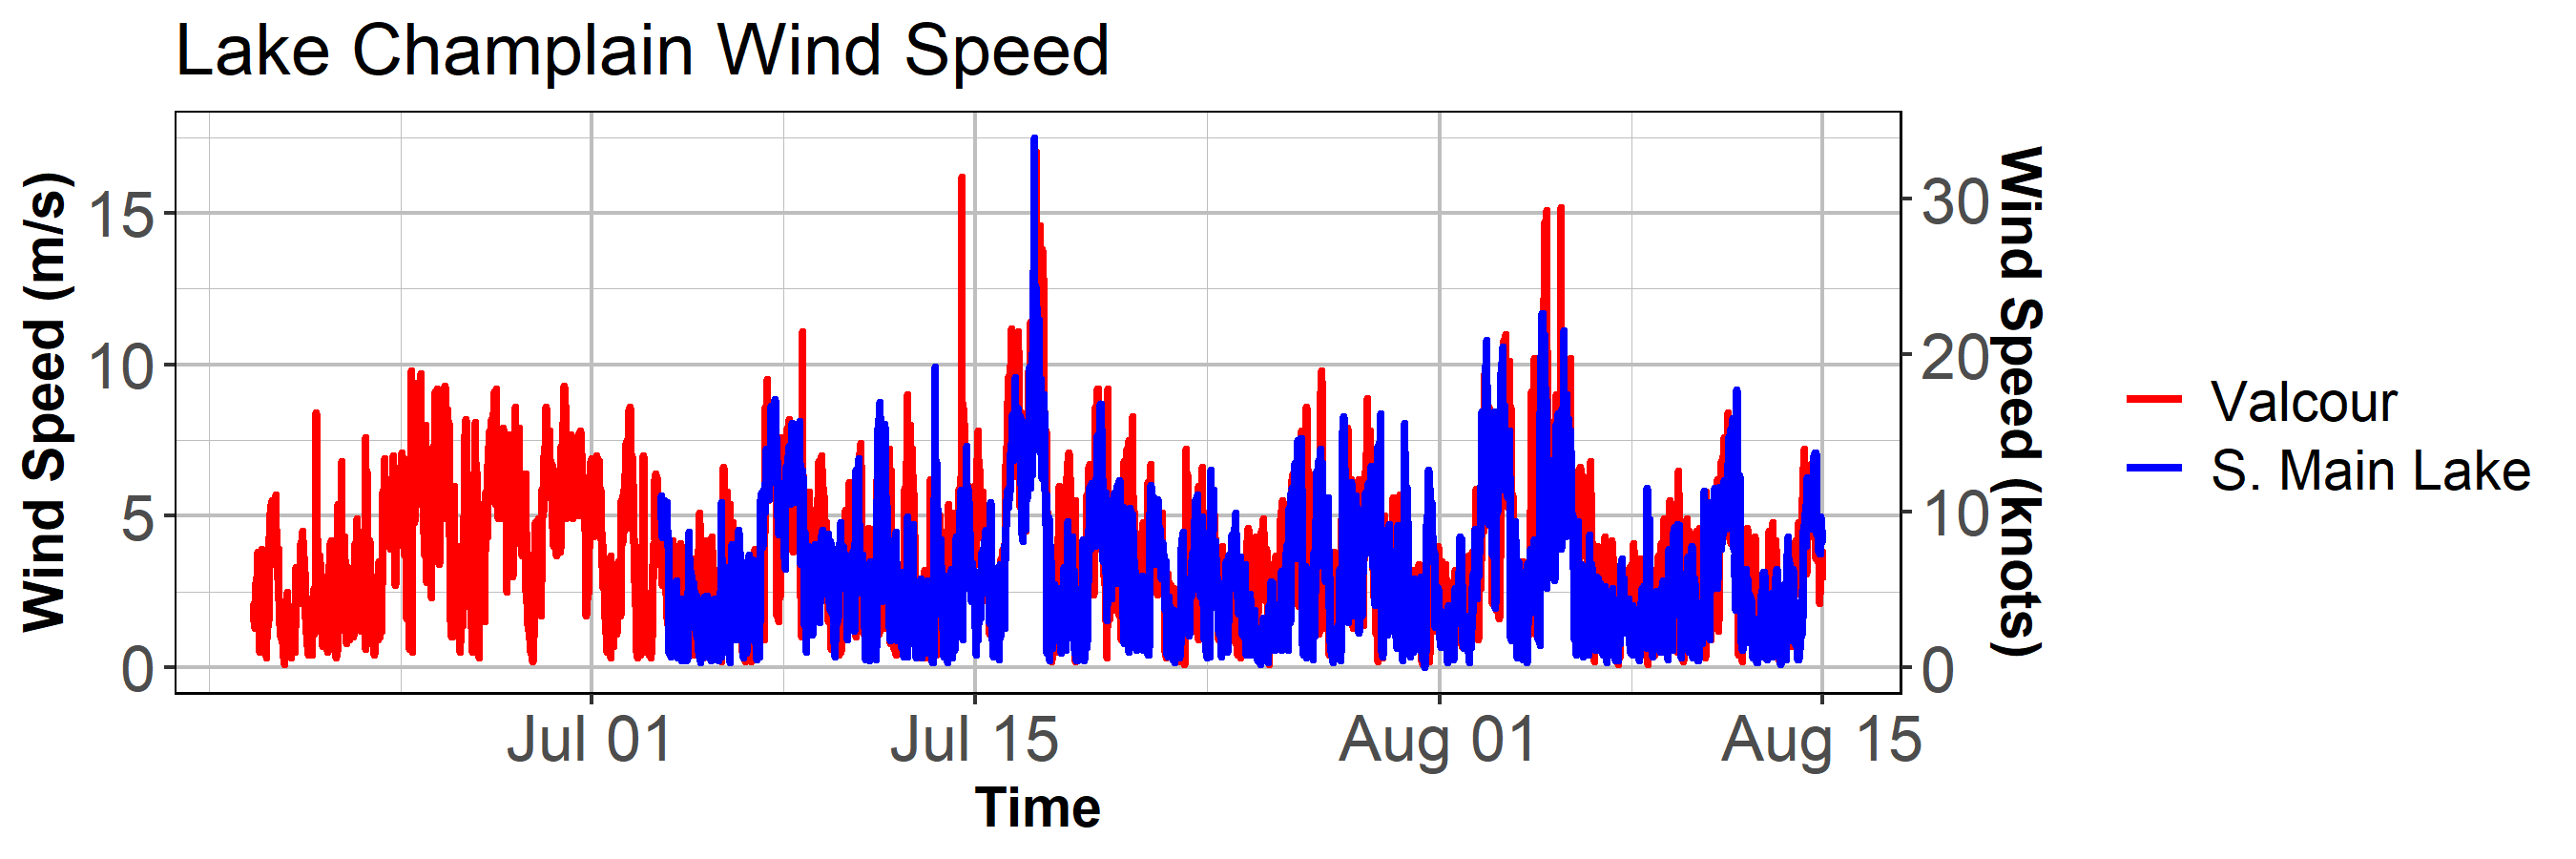 Lake Champlain Wind Speed
Wind Speed (m/s)
15
10
5
0
30
20
10
0
Wind Speed (knots)
Jul 01
Jul 15
Aug 01
Aug 15
Time
Valcour
S. Main Lake